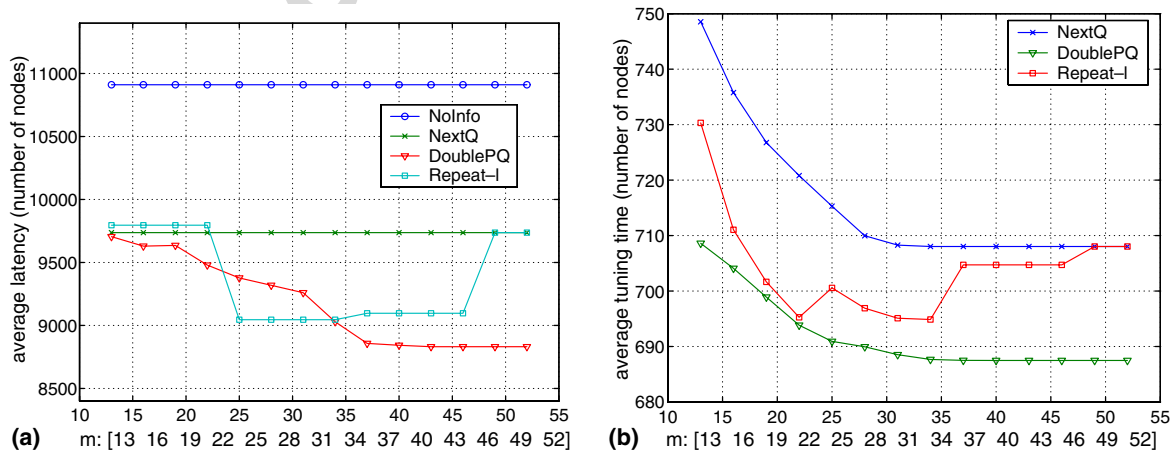 11000
10500
10000
9500
9000
8500
average latency (number of nodes)
NoInfo
NextQ
DoublePQ
Repeat–I
10 15 20 25 30 35 40 45 50 55
(a) m: [13 16 19 22 25 28 31 34 37 40 43 46 49 52]
750
740
730
720
710
700
690
680
average tuning time (number of nodes)
NextQ
DoublePQ
Repeat–I
10 15 20 25 30 35 40 45 50 55
(b) m: [13 16 19 22 25 28 31 34 37 40 43 46 49 52]